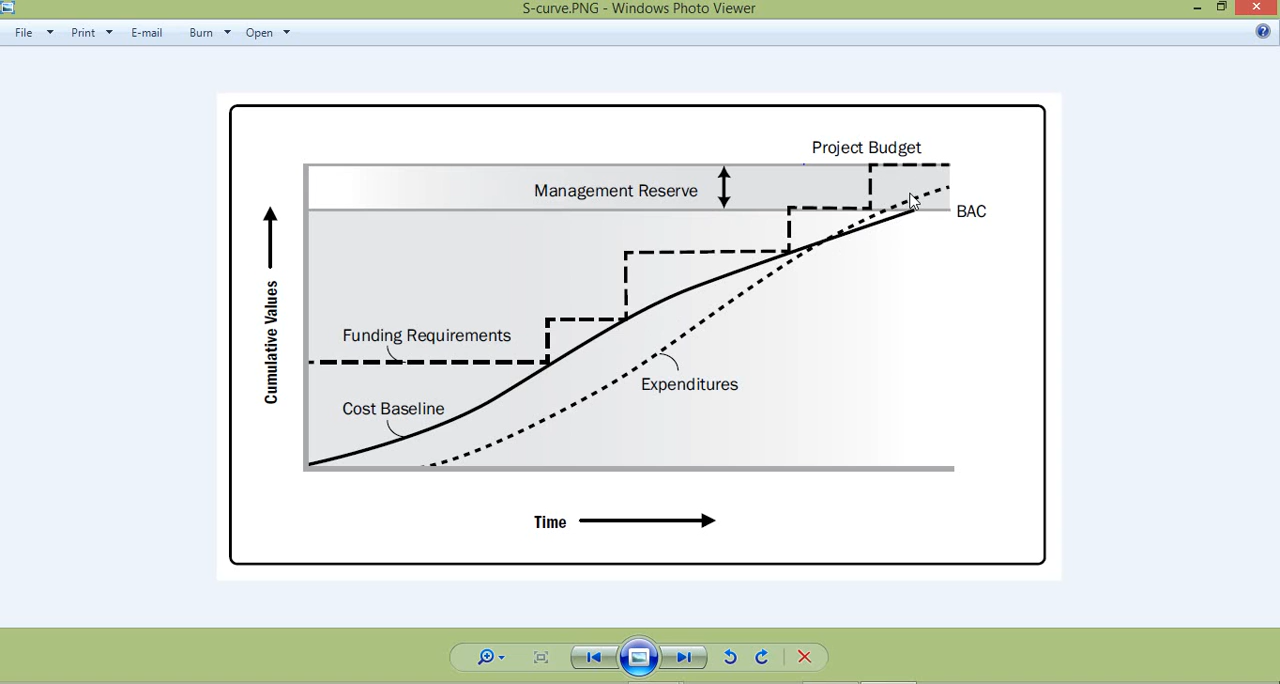 S-curve.PNG - Windows Photo Viewer
File Print E-mail Burn Open
Project Budget
Management Reserve
BAC
Funding Requirements
Expenditures
Cost Baseline
Cumulative Values
Time